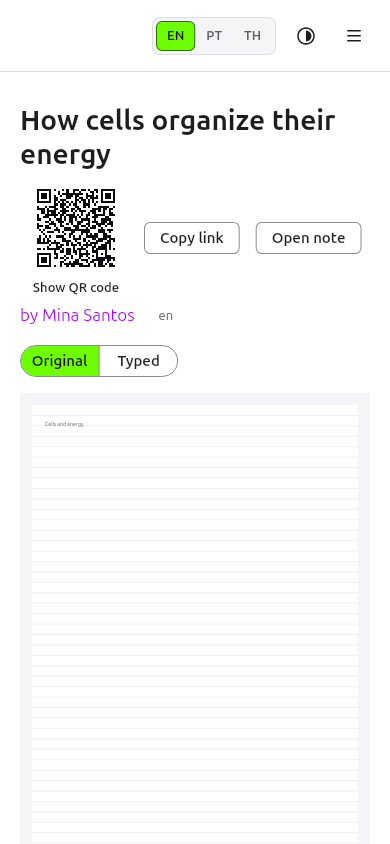 EN PT TH
How cells organize their
energy
Copy link Open note
Show QR code
by Mina Santos en
Original Typed
Cells and energy